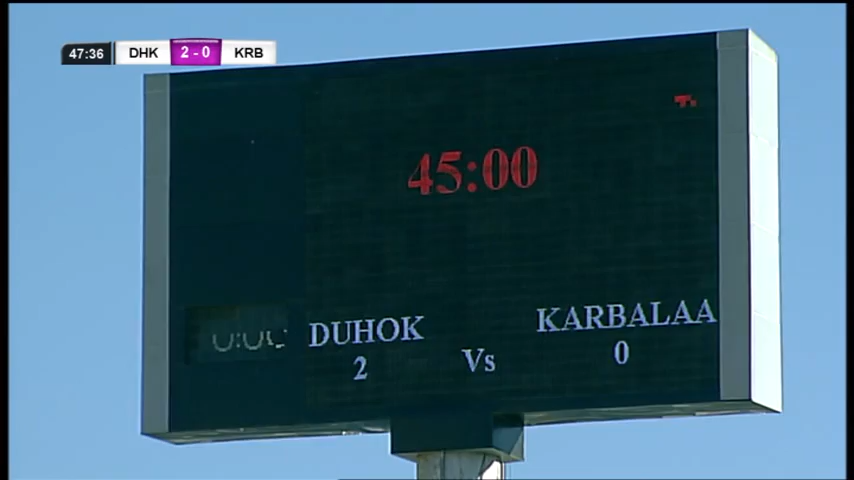 47:36 DHK 2 - 0 KRB
45:00
DUHOK Vs KARBALAA
2 0